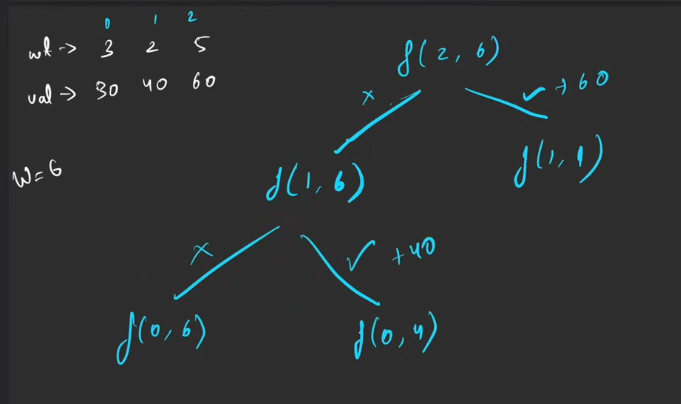 0 1 2
wt -> 3 2 5
val -> 30 40 60
W=6
f(2, 6)
x ✓ +60
f(1, 6) f(1, 1)
x ✓ +40
f(0, 6) f(0, 4)